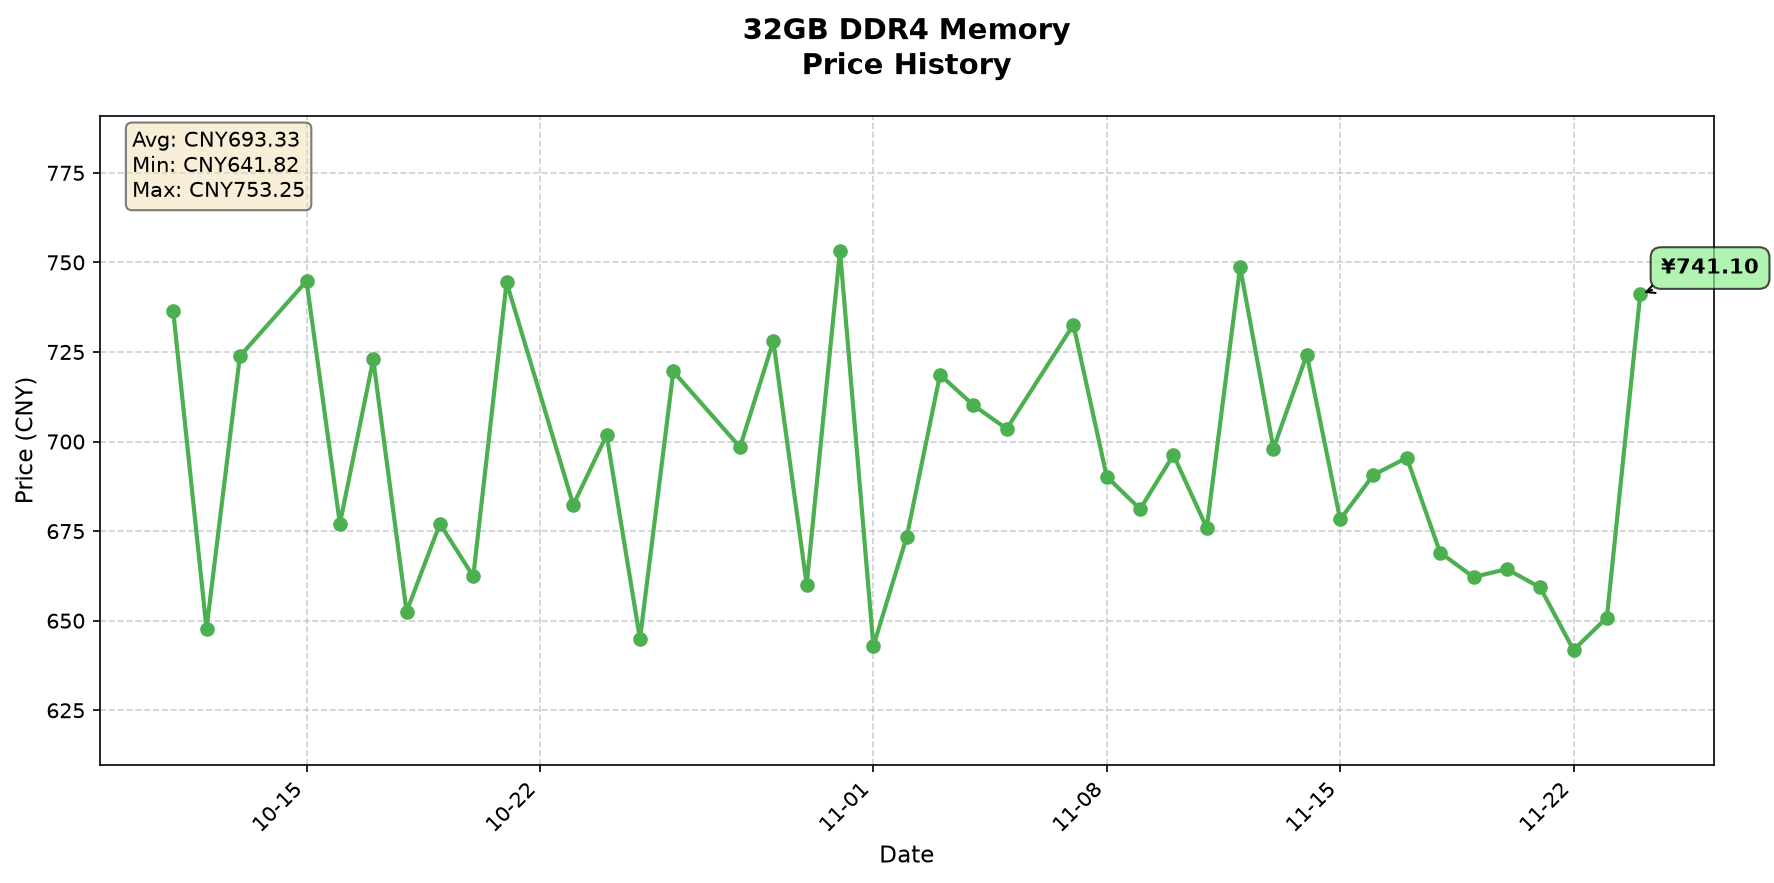 32GB DDR4 Memory
Price History
Avg: CNY693.33
Min: CNY641.82
Max: CNY753.25
¥741.10
Price (CNY)
775
750
725
700
675
650
625
10-15
10-22
11-01
11-08
11-15
11-22
Date